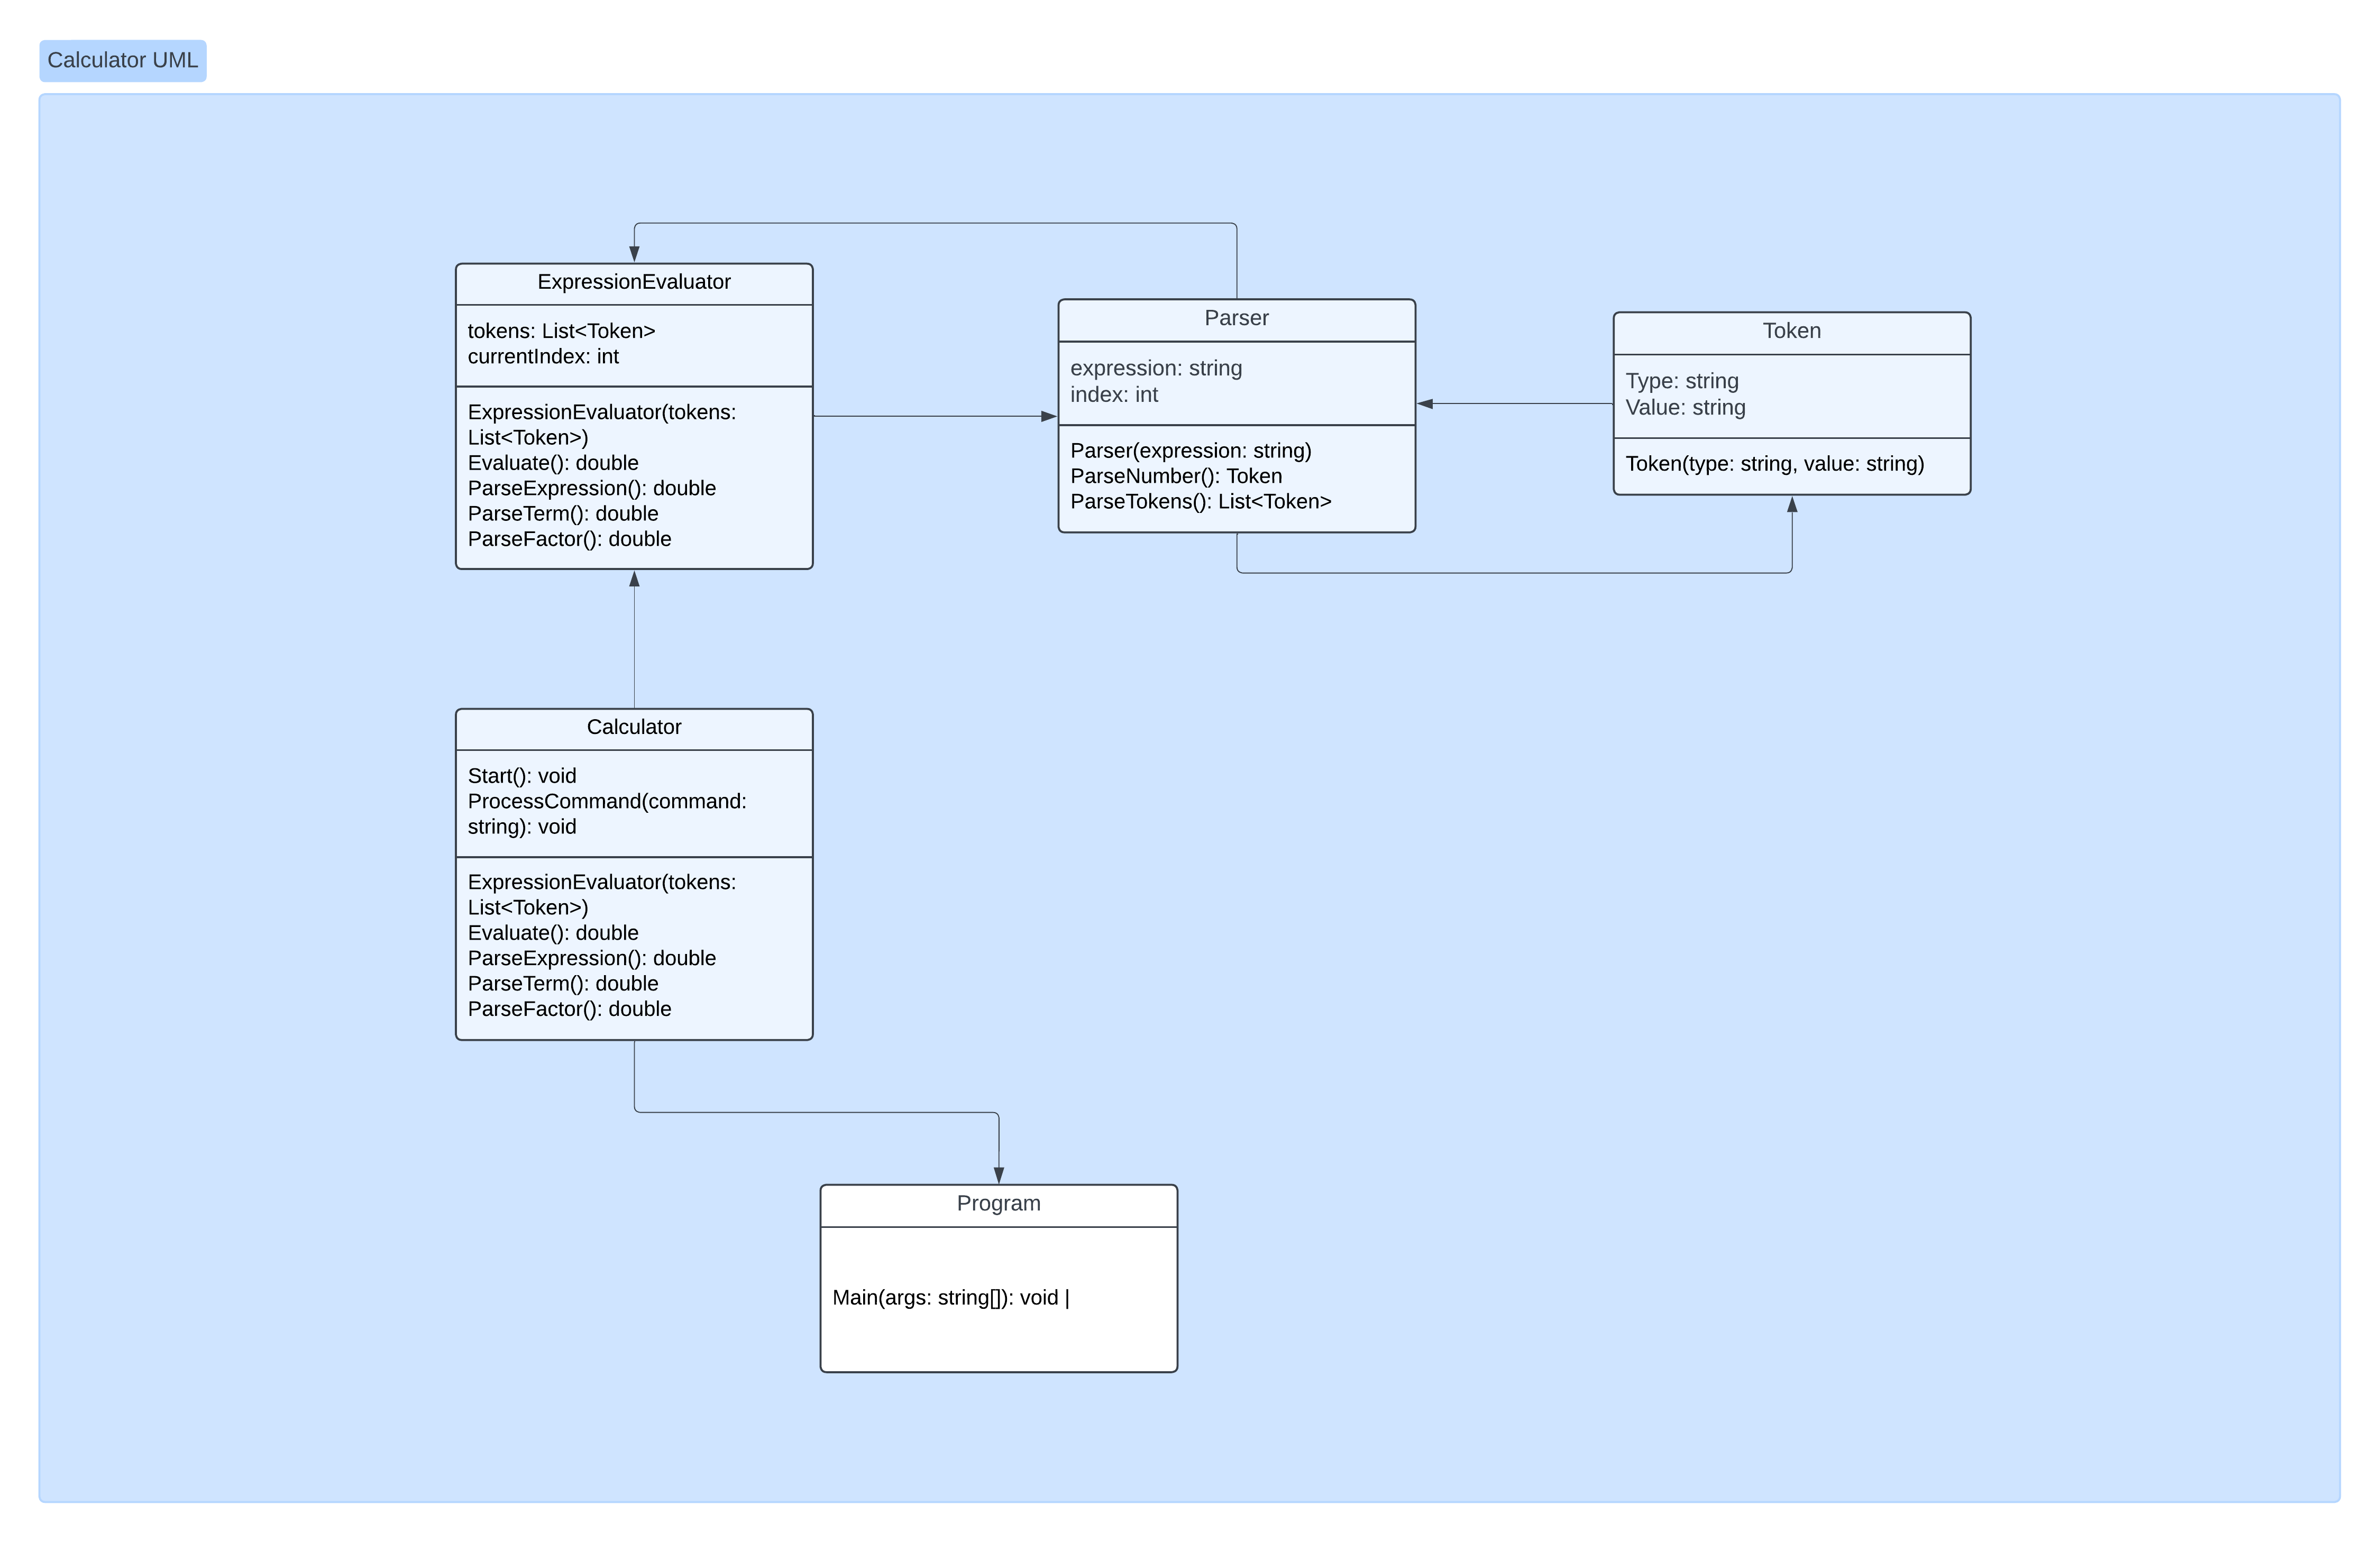 Calculator UML
ExpressionEvaluator
tokens: List<Token>
currentIndex: int
ExpressionEvaluator(tokens:
List<Token>)
Evaluate(): double
ParseExpression(): double
ParseTerm(): double
ParseFactor(): double
Parser
expression: string
index: int
Parser(expression: string)
ParseNumber(): Token
ParseTokens(): List<Token>
Token
Type: string
Value: string
Token(type: string, value: string)
Calculator
Start(): void
ProcessCommand(command:
string): void
ExpressionEvaluator(tokens:
List<Token>)
Evaluate(): double
ParseExpression(): double
ParseTerm(): double
ParseFactor(): double
Program
Main(args: string[]): void |